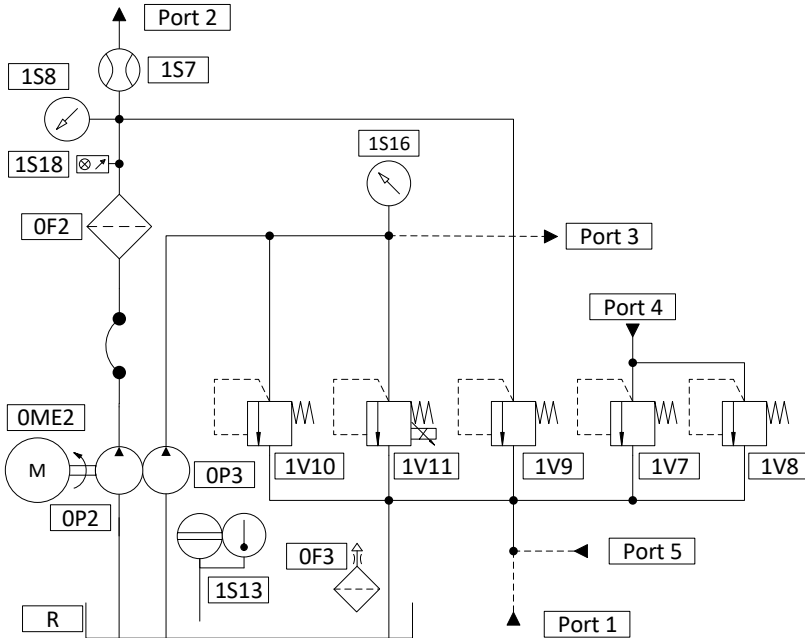 Port 2
1S7
1S8
1S16
1S18
0F2
Port 3
Port 4
0ME2
M
0P3
1V10
1V11
1V9
1V7
1V8
0P2
0F3
Port 5
1S13
R
Port 1